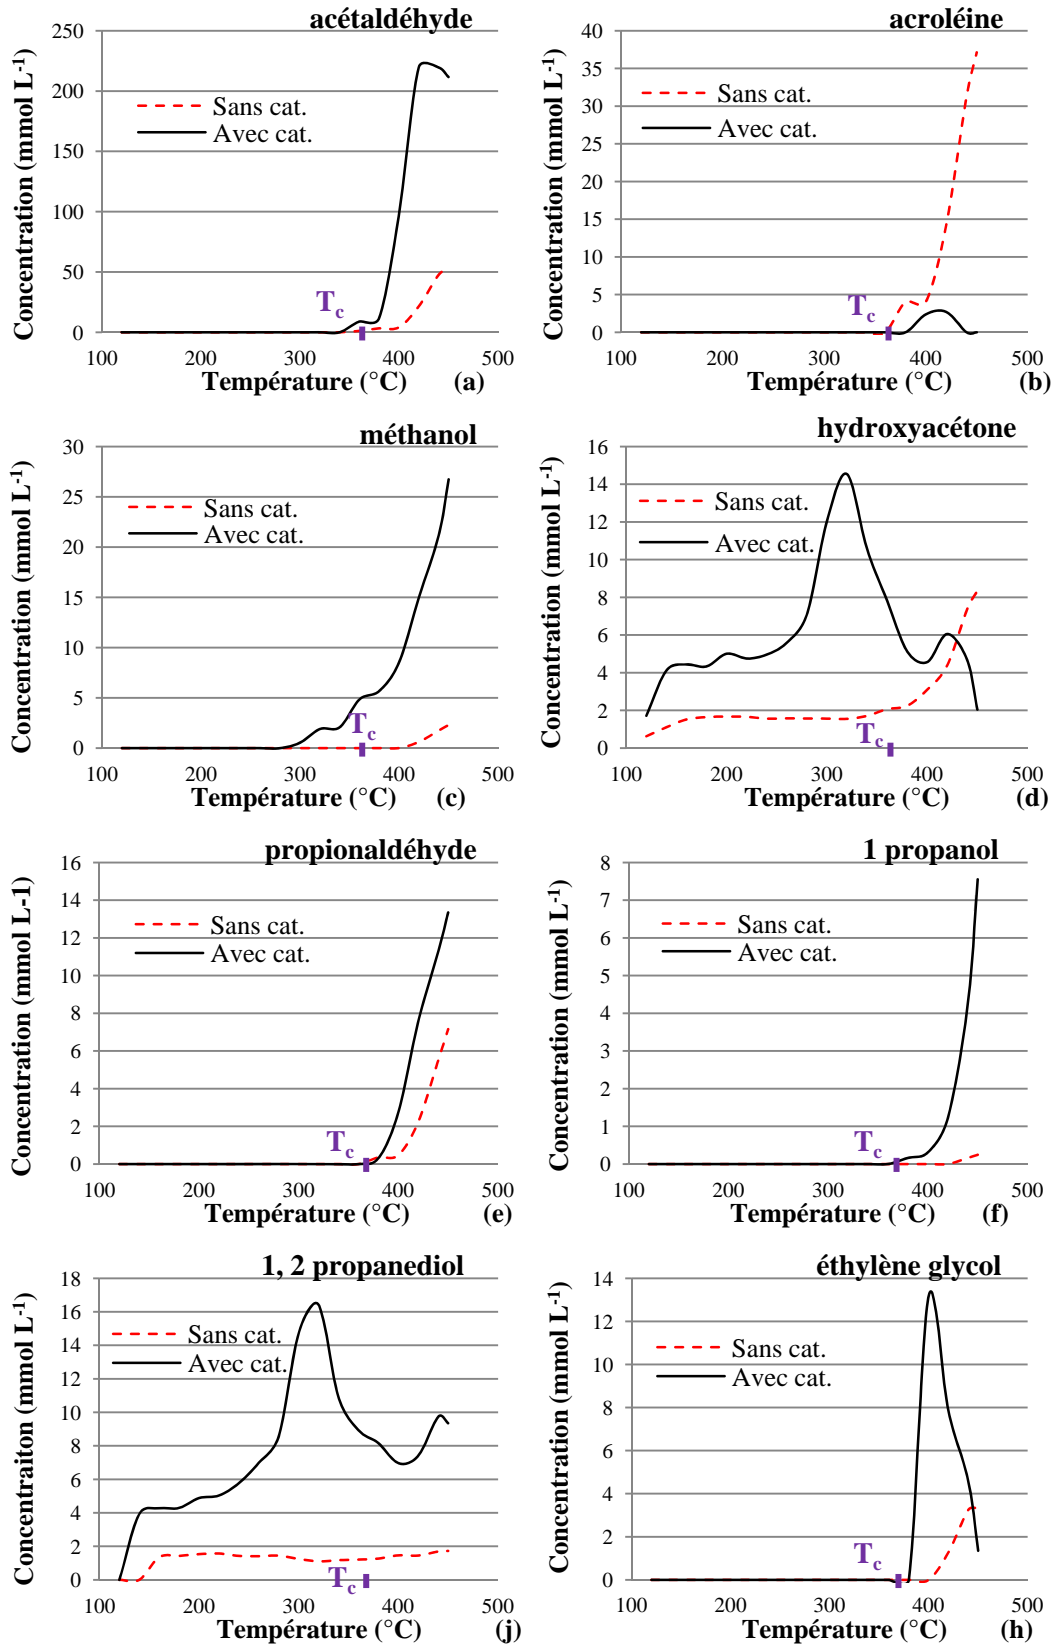 acétaldéhyde
Concentration (mmol L-1)
250
200
150
100
50
0
Sans cat.
Avec cat.
Tc
100 200 300 400 500
Température (°C) (a)
acroléine
Concentration (mmol L-1)
40
35
30
25
20
15
10
5
0
Sans cat.
Avec cat.
Tc
100 200 300 400 500
Température (°C) (b)
méthanol
Concentration (mmol L-1)
30
25
20
15
10
5
0
Sans cat.
Avec cat.
Tc
100 200 300 400 500
Température (°C) (c)
hydroxyacétone
Concentration (mmol L-1)
16
14
12
10
8
6
4
2
0
Sans cat.
Avec cat.
Tc
100 200 300 400 500
Température (°C) (d)
propionaldéhyde
Concentration (mmol L-1)
16
14
12
10
8
6
4
2
0
Sans cat.
Avec cat.
Tc
100 200 300 400 500
Température (°C) (e)
1 propanol
Concentration (mmol L-1)
8
7
6
5
4
3
2
1
0
Sans cat.
Avec cat.
Tc
100 200 300 400 500
Température (°C) (f)
1, 2 propanediol
Concentraiton (mmol L-1)
18
16
14
12
10
8
6
4
2
0
Sans cat.
Avec cat.
Tc
100 200 300 400 500
Température (°C) (j)
éthylène glycol
Concentration (mmol L-1)
14
12
10
8
6
4
2
0
Sans cat.
Avec cat.
Tc
100 200 300 400 500
Température (°C) (h)